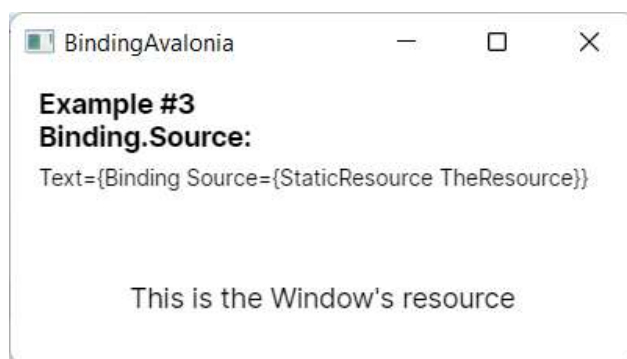 BindingAvalonia
Example #3
Binding.Source:
Text={Binding Source={StaticResource TheResource}}
This is the Window's resource